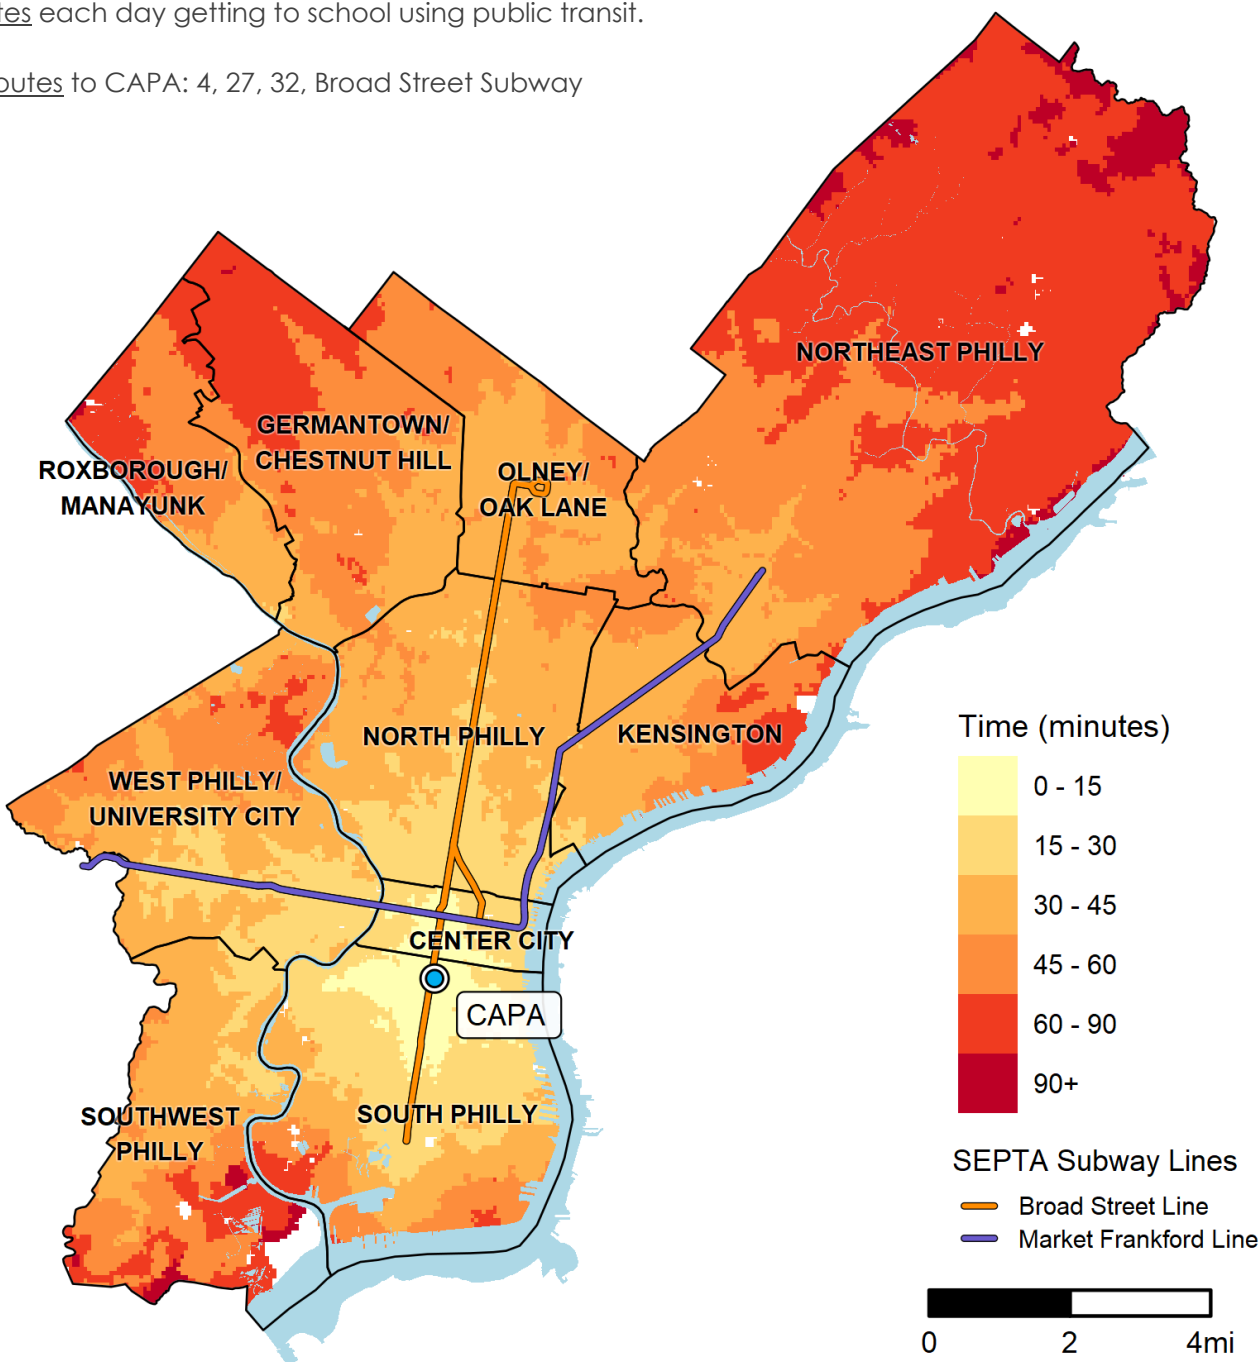 each day getting to school using public transit.
to CAPA: 4, 27, 32, Broad Street Subway
NORTHEAST PHILLY
GERMANTOWN/
CHESTNUT HILL
ROXBOROUGH/
MANAYUNK
OLNEY/
OAK LANE
NORTH PHILLY
KENSINGTON
WEST PHILLY/
UNIVERSITY CITY
CENTER CITY
CAPA
SOUTHWEST
PHILLY
SOUTH PHILLY
Time (minutes)
0 - 15
15 - 30
30 - 45
45 - 60
60 - 90
90+
SEPTA Subway Lines
Broad Street Line
Market Frankford Line
0 2 4mi